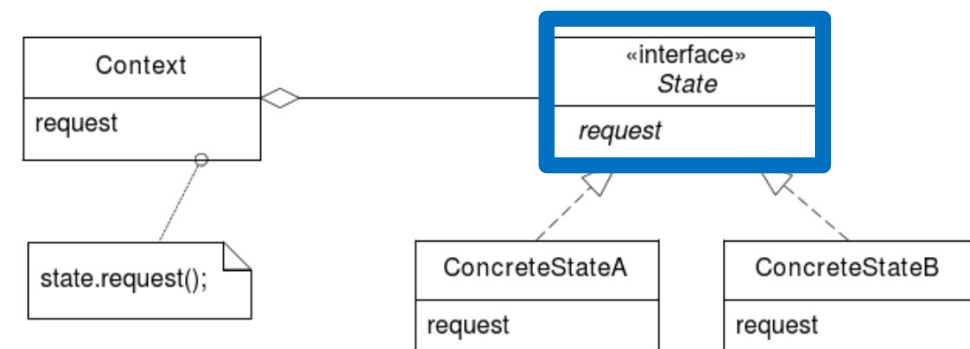 Context
request
«interface»
State
request
state.request();
ConcreteStateA
request
ConcreteStateB
request